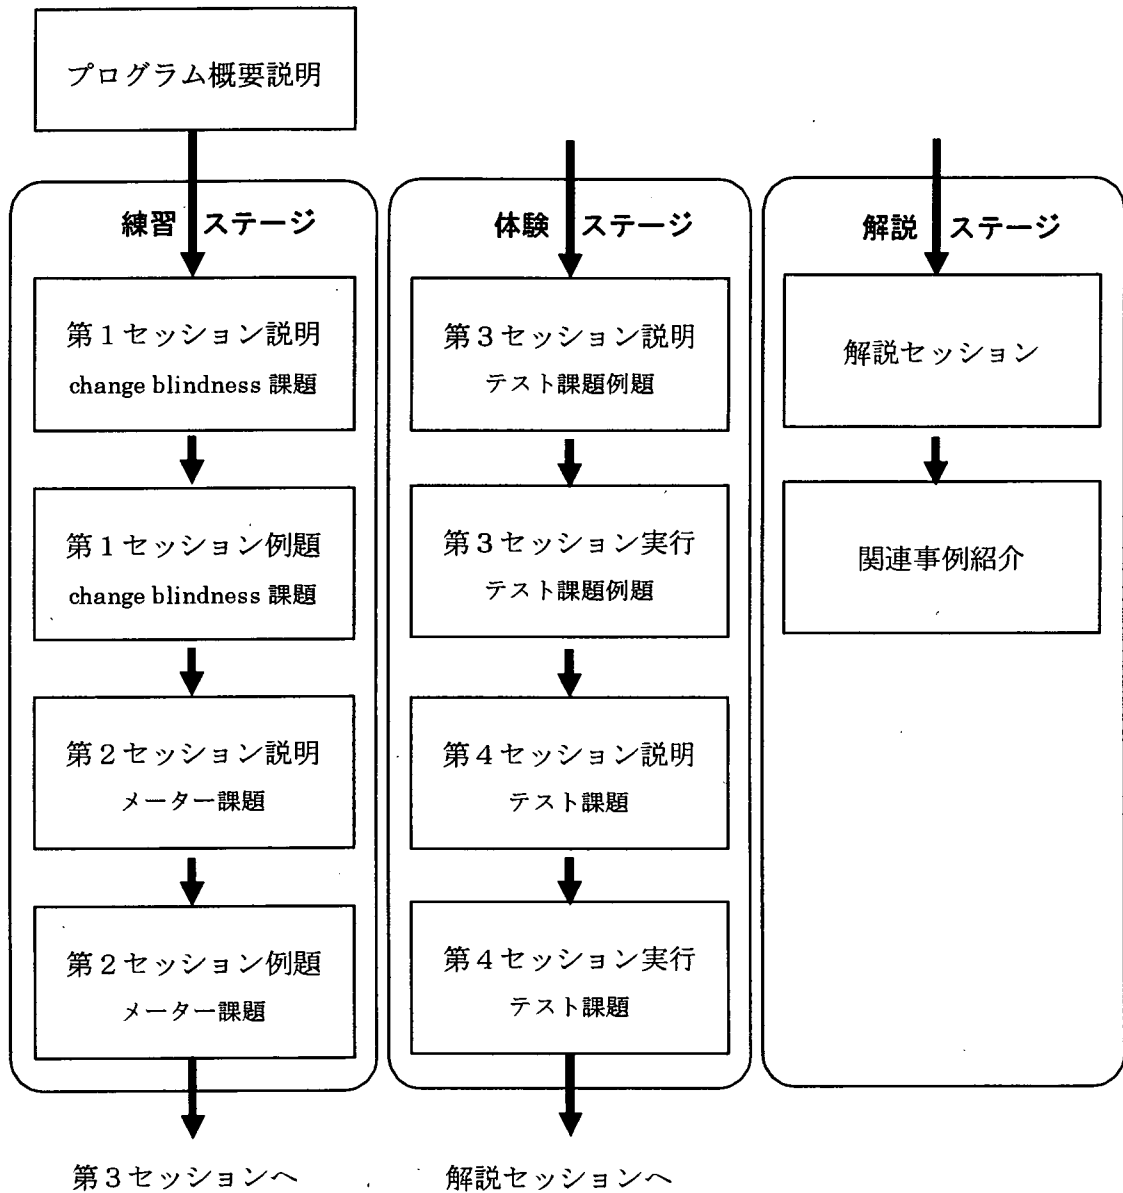 プログラム概要説明
練習 ステージ
第1セッション説明
change blindness 課題
第1セッション例題
change blindness 課題
第2セッション説明
メーター課題
第2セッション例題
メーター課題
第3セッションへ
体験 ステージ
第3セッション説明
テスト課題例題
第3セッション実行
テスト課題例題
第4セッション説明
テスト課題
第4セッション実行
テスト課題
解説セッションへ
解説 ステージ
解説セッション
関連事例紹介